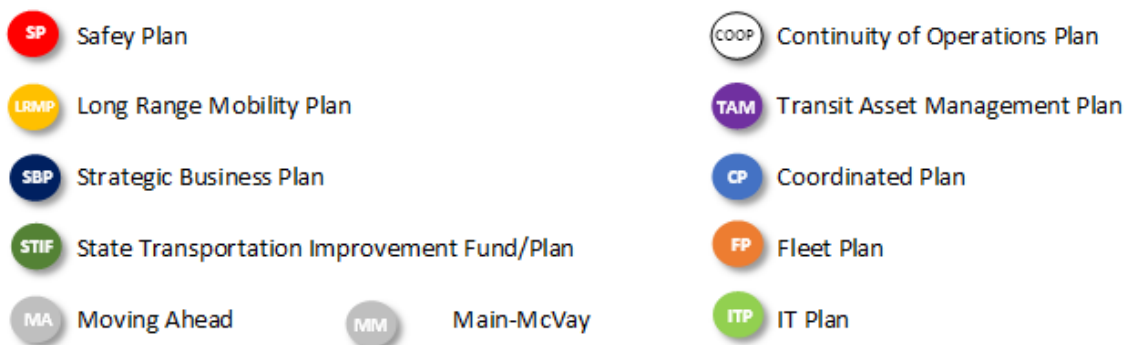 SP Safey Plan
LRMP Long Range Mobility Plan
SBP Strategic Business Plan
STIF State Transportation Improvement Fund/Plan
MA Moving Ahead MM Main-McVay
COOP Continuity of Operations Plan
TAM Transit Asset Management Plan
CP Coordinated Plan
FP Fleet Plan
ITP IT Plan